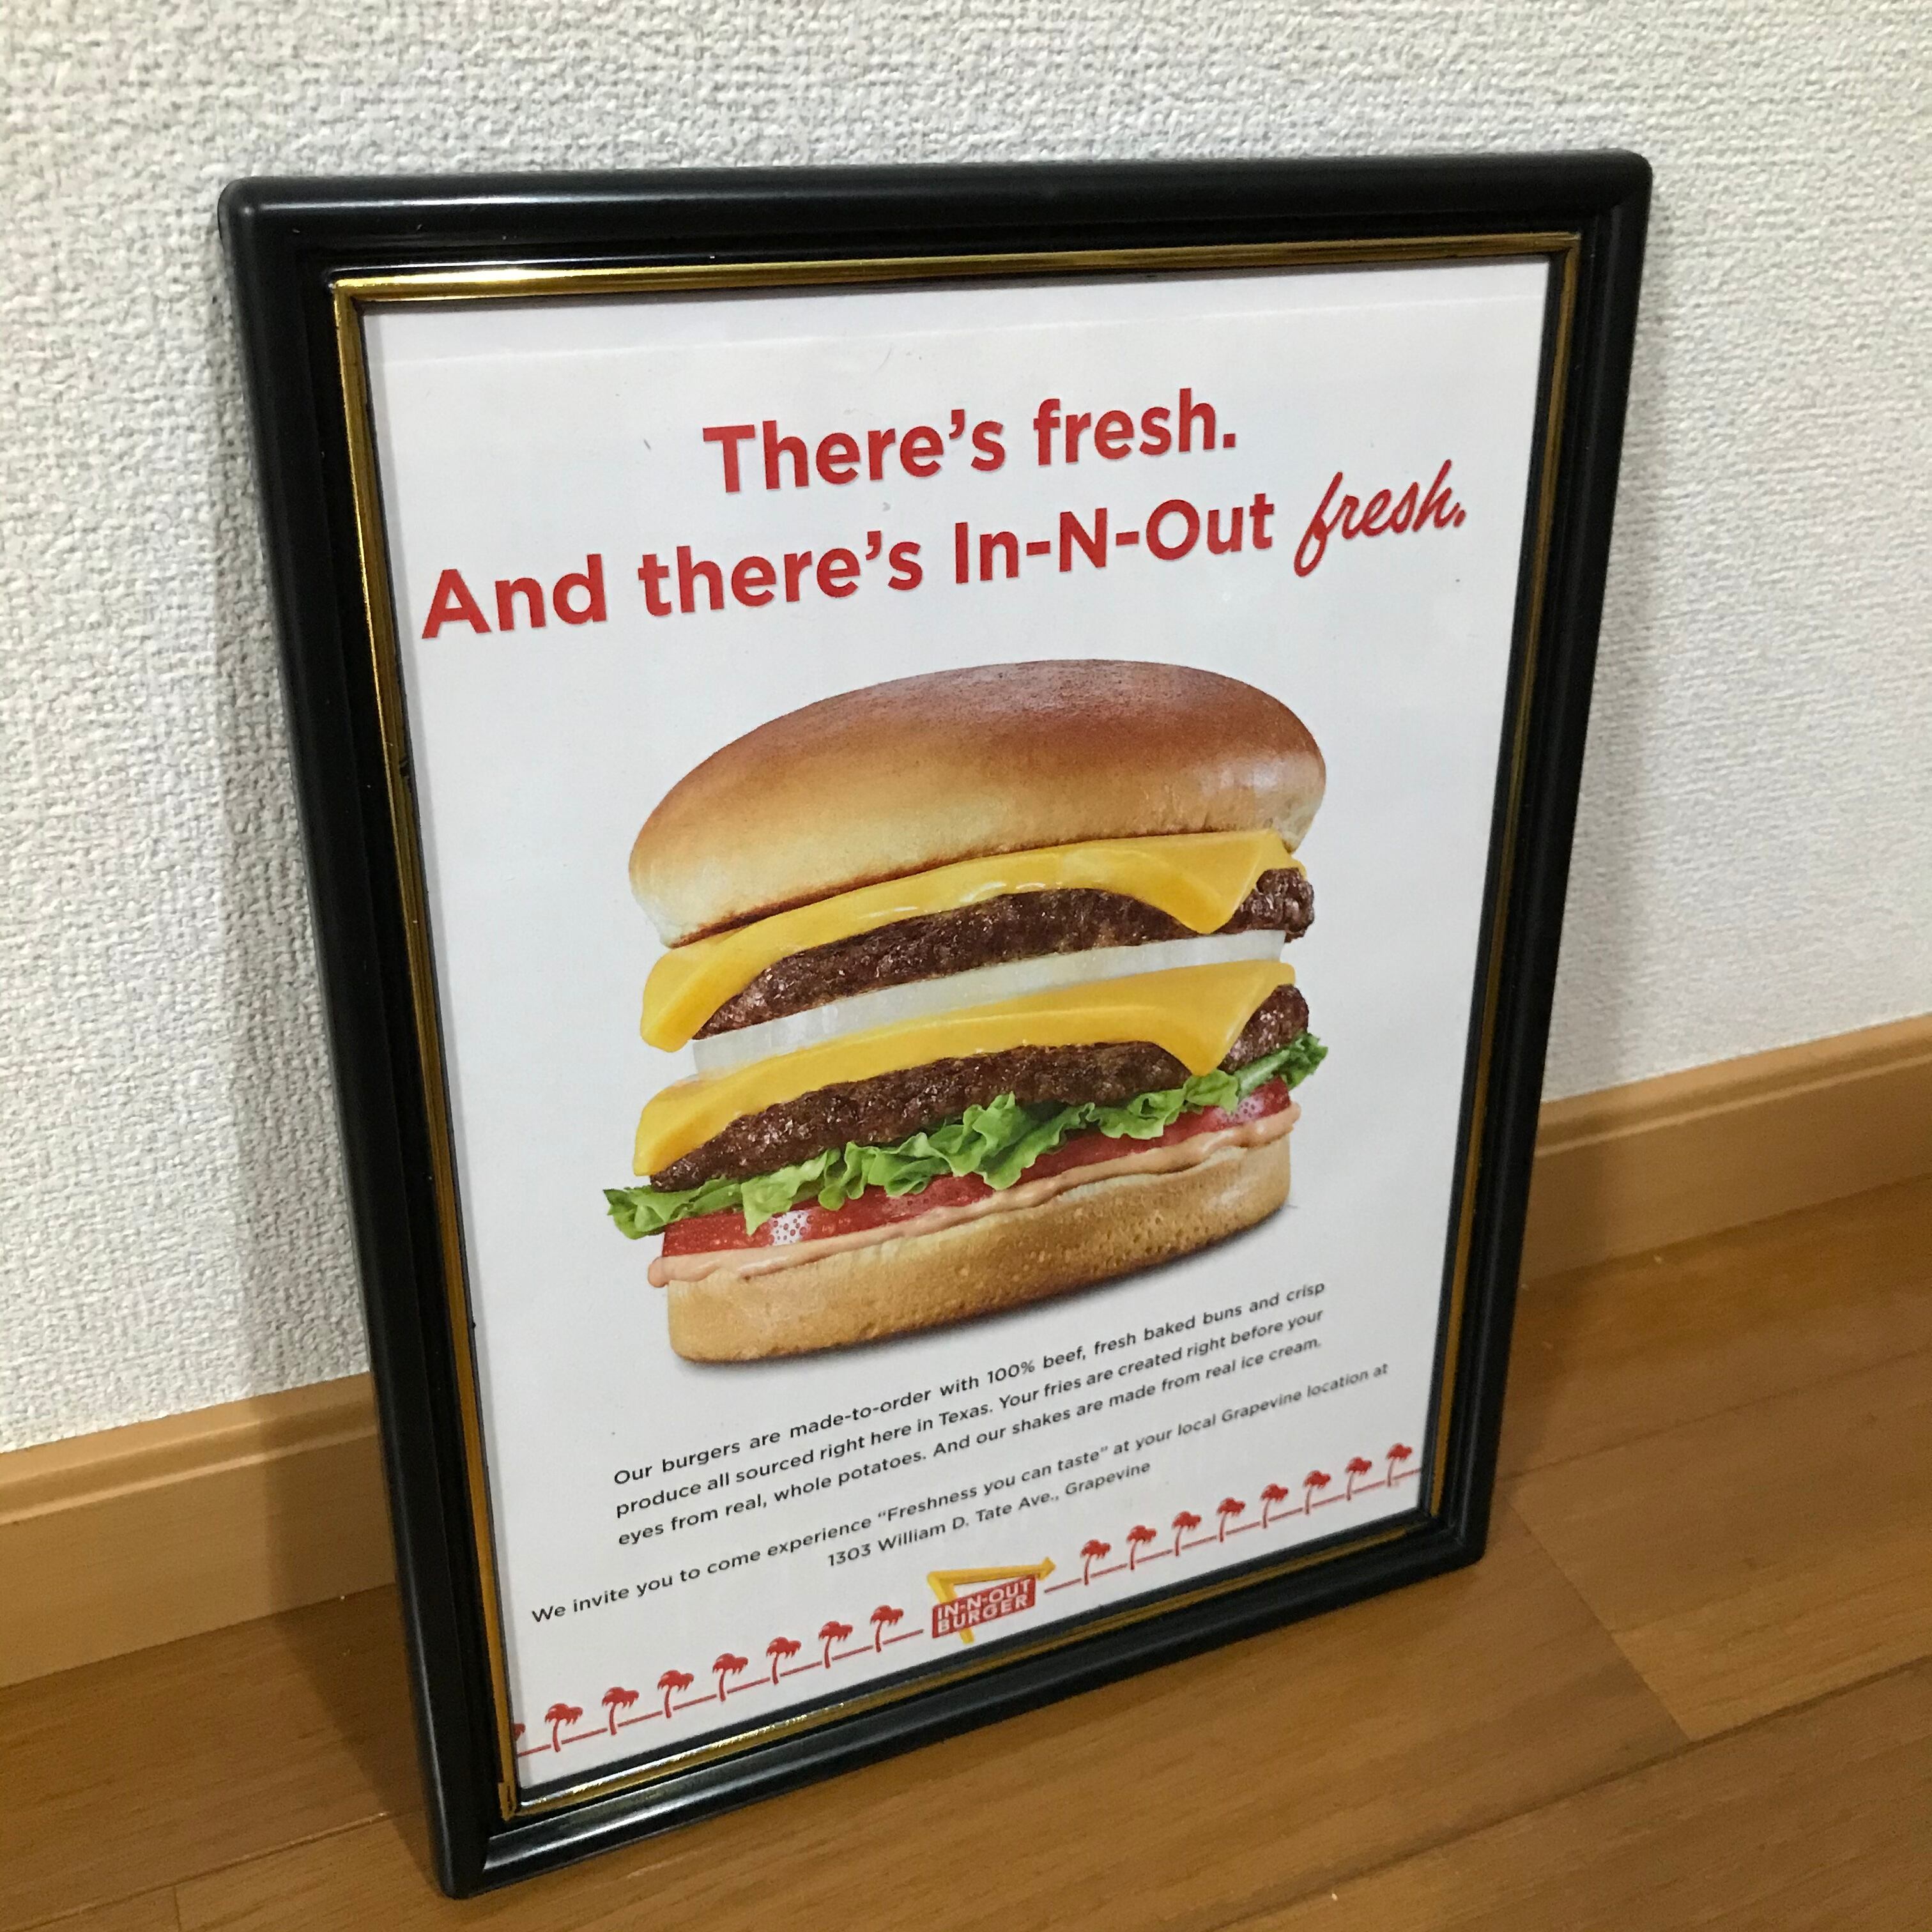 There’s fresh.
And there’s In-N-Out fresh.
Our burgers are made-to-order with 100% beef, fresh baked buns and crisp
produce all sourced right here in Texas. Your fries are created right before your
eyes from real, whole potatoes. And our shakes are made from real ice cream.
We invite you to come experience “Freshness you can taste” at your local Grapevine location at
1303 William D. Tate Ave., Grapevine
IN-N-OUT
BURGER